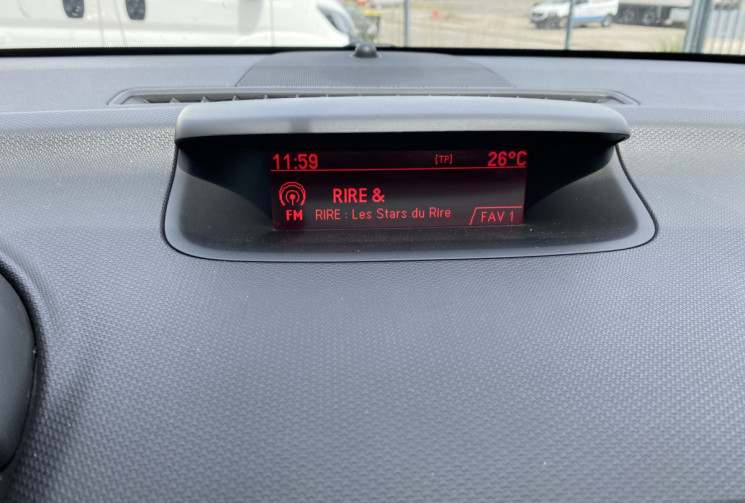 11:59 [TP] 26°C
RIRE &
FM RIRE : Les Stars du Rire FAV 1